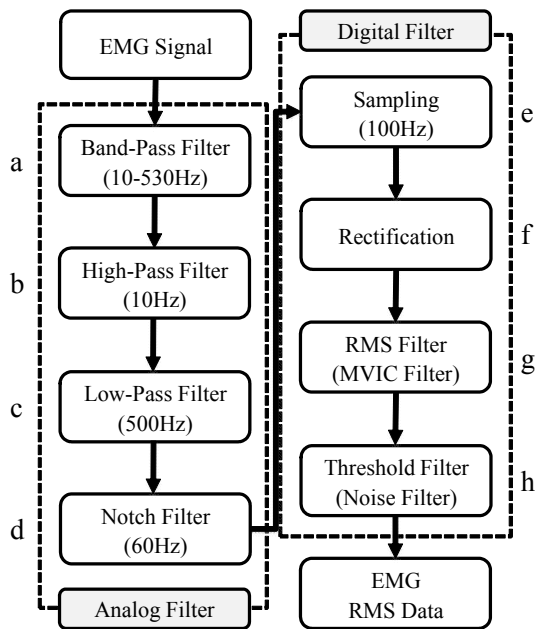 EMG Signal
a
Band-Pass Filter
(10-530Hz)
b
High-Pass Filter
(10Hz)
c
Low-Pass Filter
(500Hz)
d
Notch Filter
(60Hz)
Analog Filter
Digital Filter
Sampling
(100Hz)
e
Rectification
f
RMS Filter
(MVIC Filter)
g
Threshold Filter
(Noise Filter)
h
EMG
RMS Data